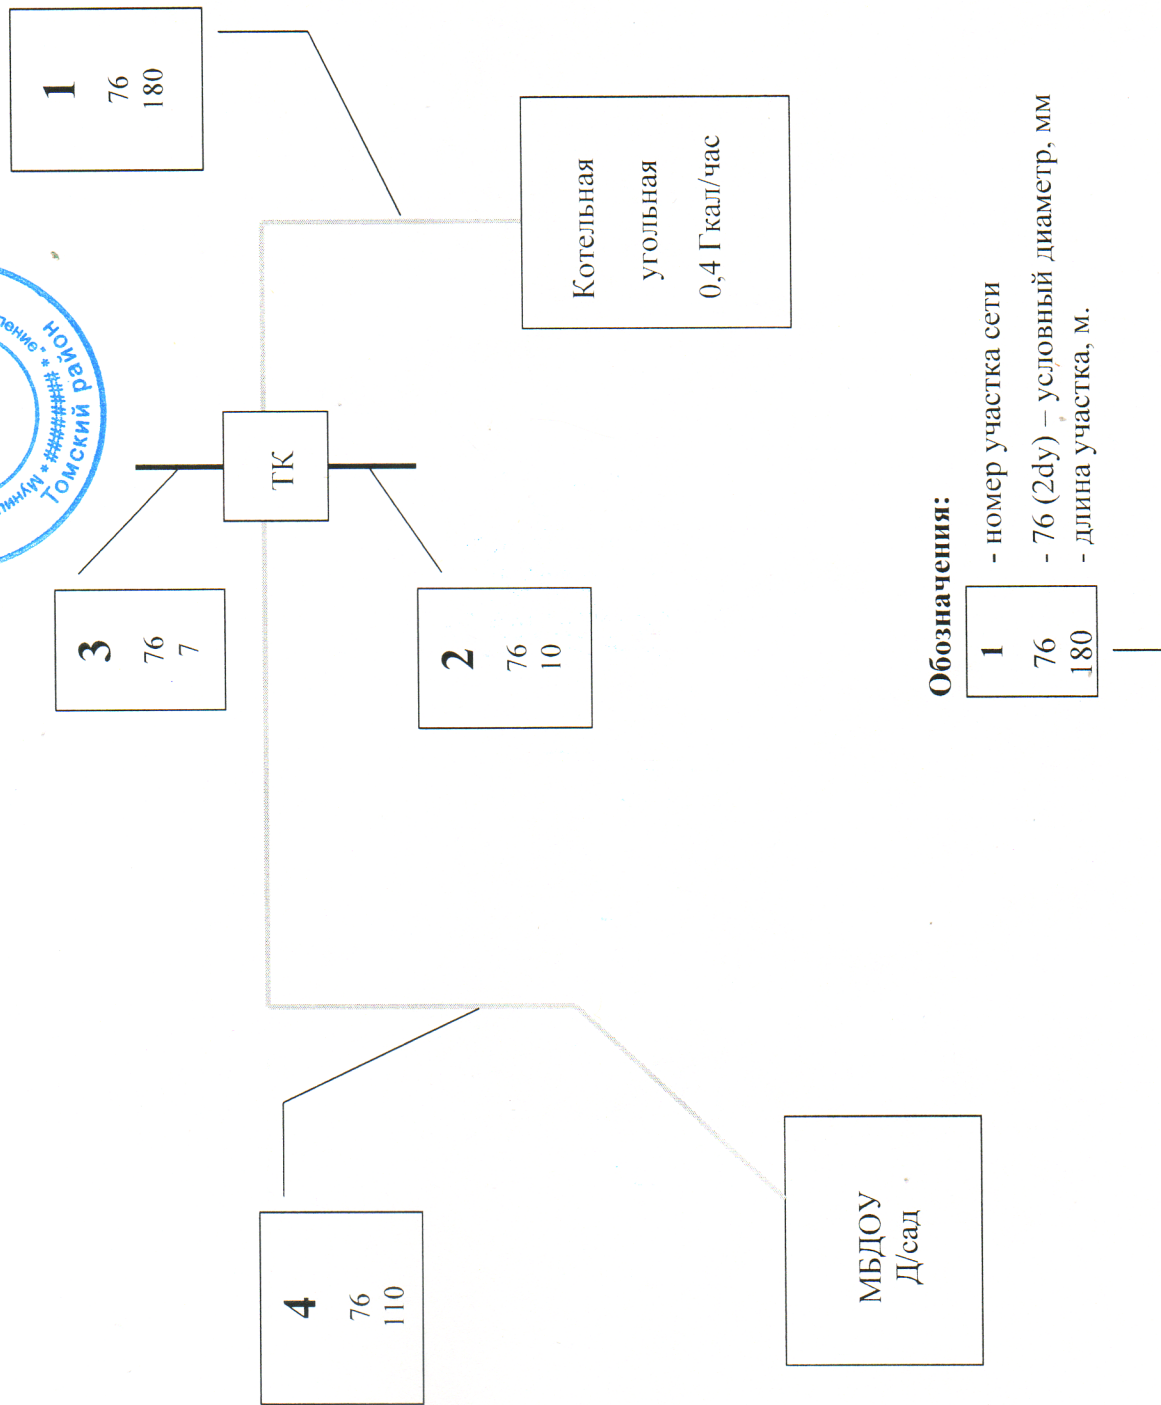 4
76
110
3
76
7
1
76
180
Муници
Томский район
ТК
2
76
10
Котельная
угольная
0,4 Гкал/час
МБДОУ
Д/сад
Обозначения:
1
76
180
- номер участка сети
- 76 (2dy) – условный диаметр, мм
- длина участка, м.